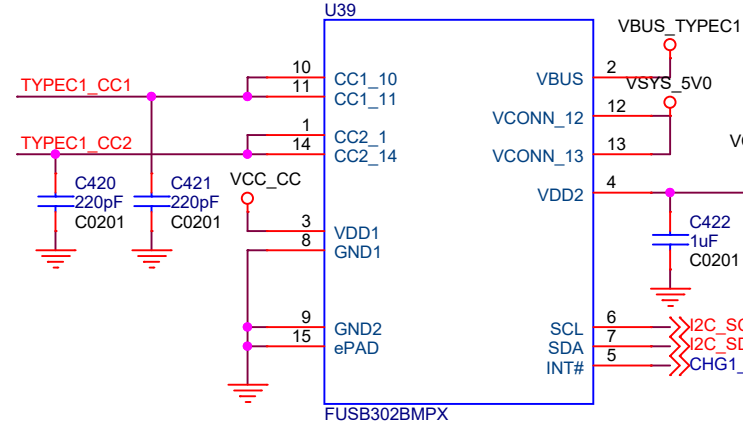 U39
VBUS_TYPEC1
10
CC1_10
VBUS
2
TYPEC1_CC1
11
CC1_11
VSYS_5V0
VCONN_12
12
1
CC2_1
TYPEC1_CC2
14
CC2_14
VCONN_13
13
C420
220pF
C0201
C421
220pF
C0201
VCC_CC
VDD2
4
3
VDD1
8
GND1
C422
1uF
C0201
9
GND2
15
ePAD
SCL
6
SDA
7
INT#
5
CHG1_
FUSB302BMPX